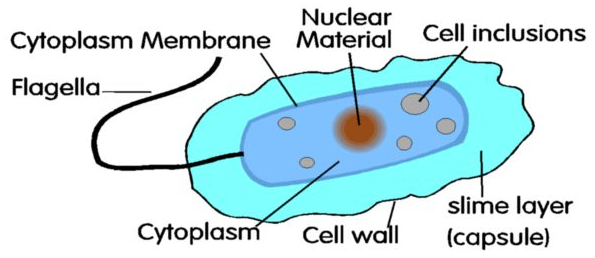 Nuclear
Material
Cell inclusions
Cytoplasm Membrane
Flagella
Cytoplasm
Cell wall
slime layer
(capsule)